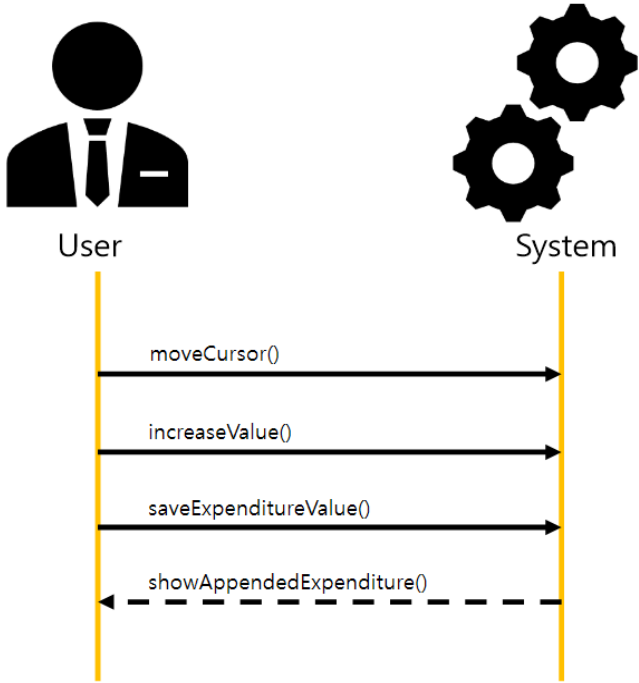 User
System
moveCursor()
increaseValue()
saveExpenditureValue()
showAppendedExpenditure()